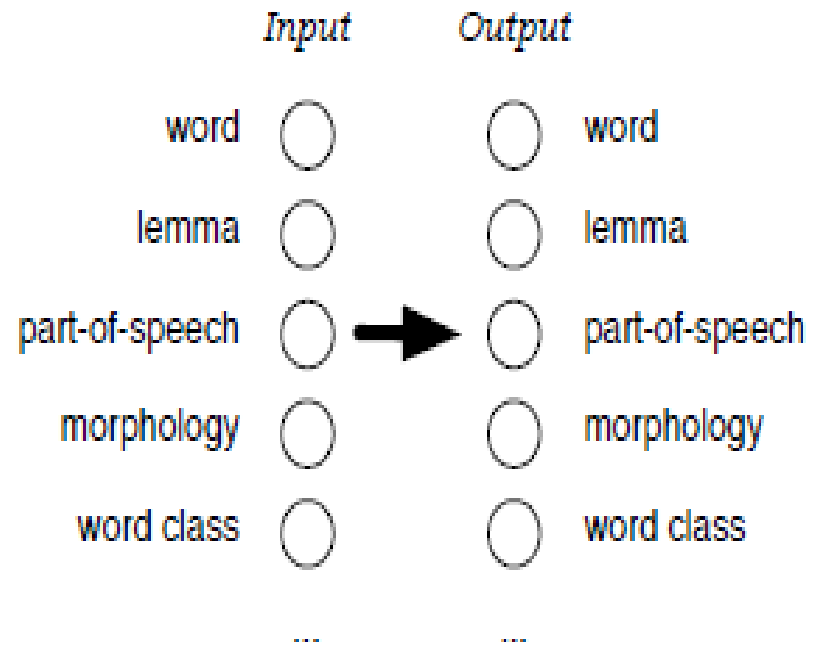 Input Output
word word
lemma lemma
part-of-speech part-of-speech
morphology morphology
word class word class
... ...